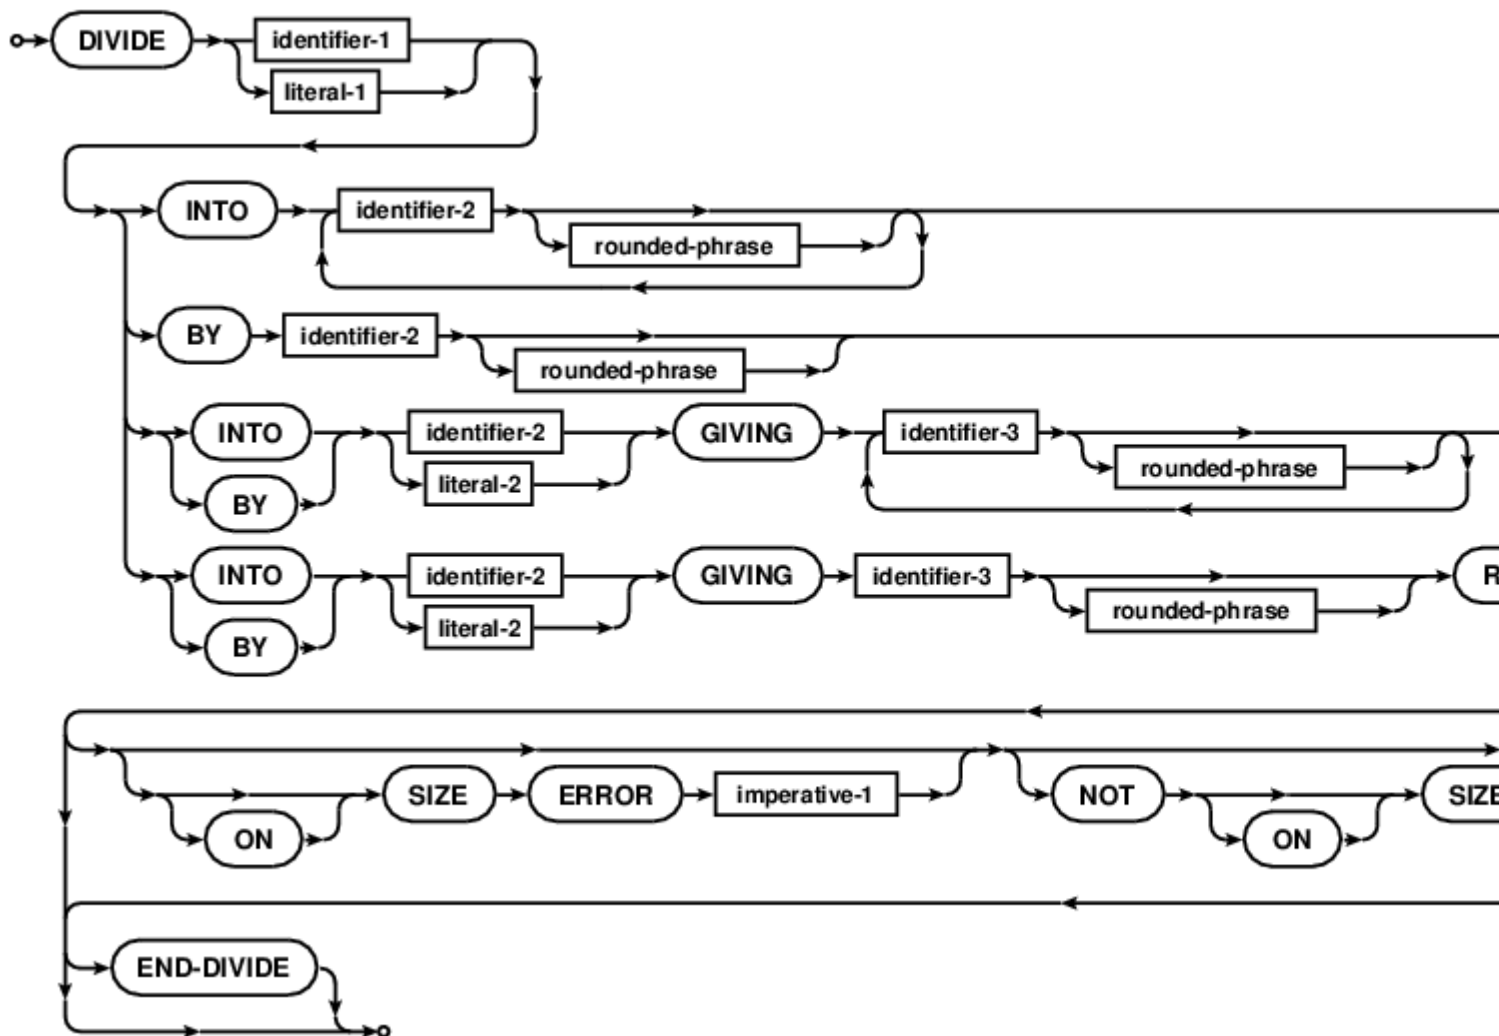 DIVIDE identifier-1
literal-1
INTO identifier-2
rounded-phrase
BY identifier-2
rounded-phrase
INTO identifier-2 GIVING identifier-3
BY literal-2 rounded-phrase
INTO identifier-2 GIVING identifier-3 R
BY literal-2 rounded-phrase
SIZE ERROR imperative-1 NOT SIZE
ON ON
END-DIVIDE